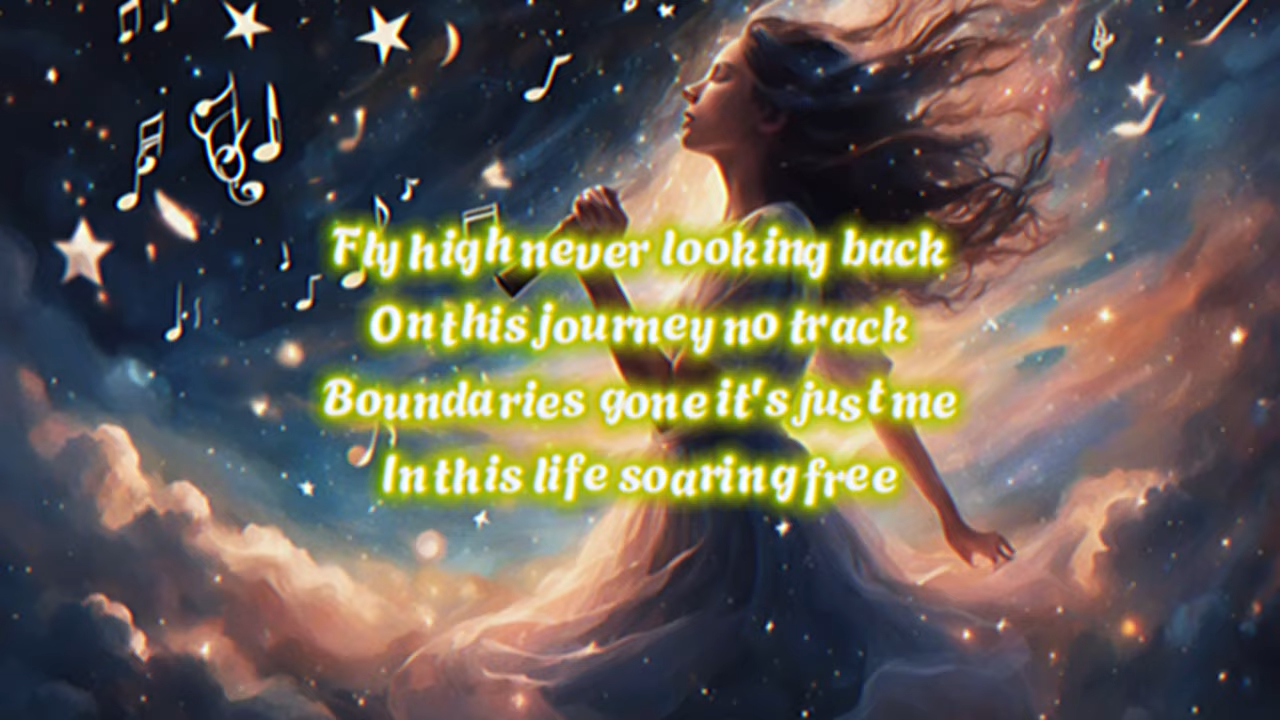 Fly high never looking back
On this journey no track
Boundaries gone it's just me
In this life soaring free